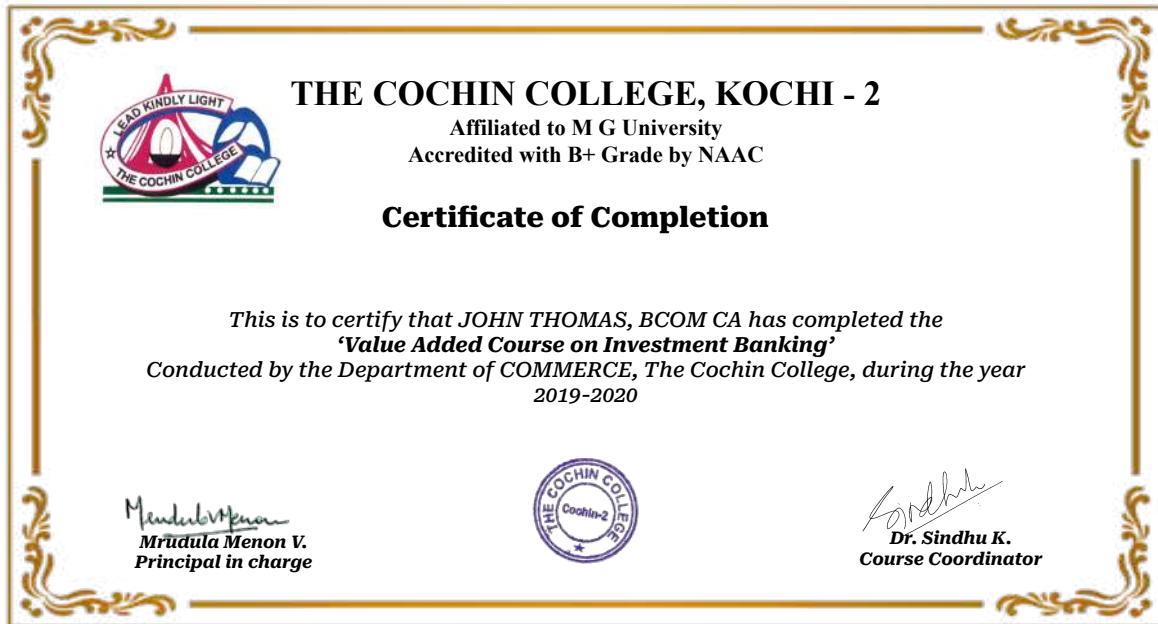 LEAD KINDLY LIGHT
THE COCHIN COLLEGE
THE COCHIN COLLEGE, KOCHI - 2
Affiliated to M G University
Accredited with B+ Grade by NAAC
Certificate of Completion
This is to certify that JOHN THOMAS, BCOM CA has completed the
‘Value Added Course on Investment Banking’
Conducted by the Department of COMMERCE, The Cochin College, during the year
2019-2020
THE COCHIN COLLEGE
Cochin-2
Mrudula Menon V.
Principal in charge
Sindhu
Dr. Sindhu K.
Course Coordinator